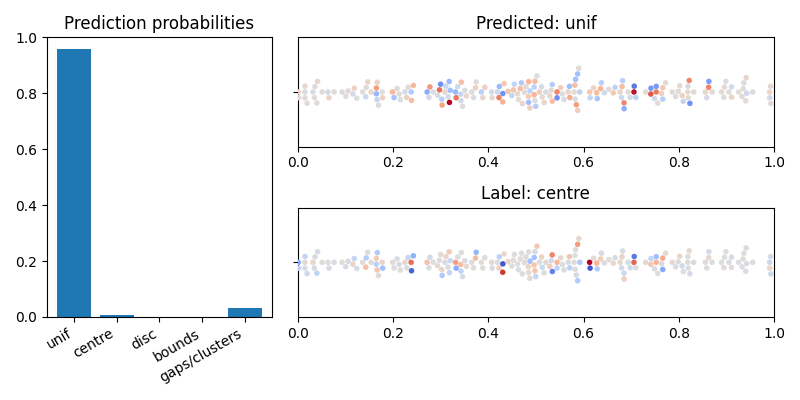 Prediction probabilities
1.0
0.8
0.6
0.4
0.2
0.0
unif
centre
disc
bounds
gaps/clusters
Predicted: unif
0.0 0.2 0.4 0.6 0.8 1.0
Label: centre
0.0 0.2 0.4 0.6 0.8 1.0